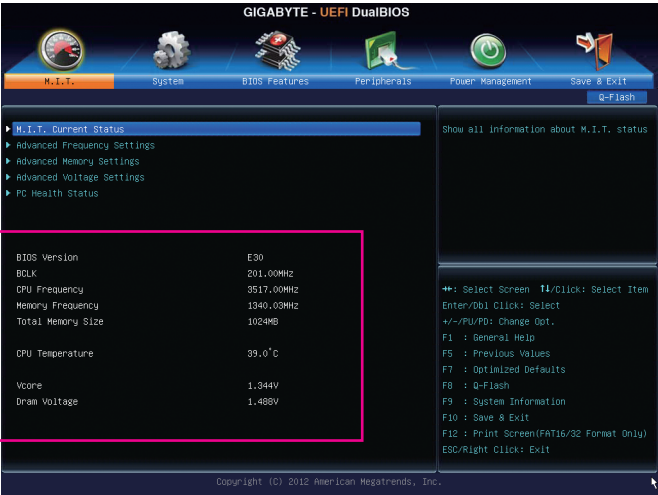 GIGABYTE - UEFI DualBIOS
M.I.T. System BIOS Features Peripherals Power Management Save & Exit
Q-Flash
M.I.T. Current Status
Advanced Frequency Settings
Advanced Memory Settings
Advanced Voltage Settings
PC Health Status
Show all information about M.I.T. status
BIOS Version E30
BCLK 201.00MHz
CPU Frequency 3517.00MHz
Memory Frequency 1340.03MHz
Total Memory Size 1024MB
CPU Temperature 39.0°C
Vcore 1.344V
Dram Voltage 1.488V
→←: Select Screen ↑↓/Click: Select Item
Enter/Dbl Click: Select
+/-/PU/PD: Change Opt.
F1 : General Help
F5 : Previous Values
F7 : Optimized Defaults
F8 : Q-Flash
F9 : System Information
F10 : Save & Exit
F12 : Print Screen(FAT16/32 Format Only)
ESC/Right Click: Exit
Copyright (C) 2012 American Megatrends, Inc.